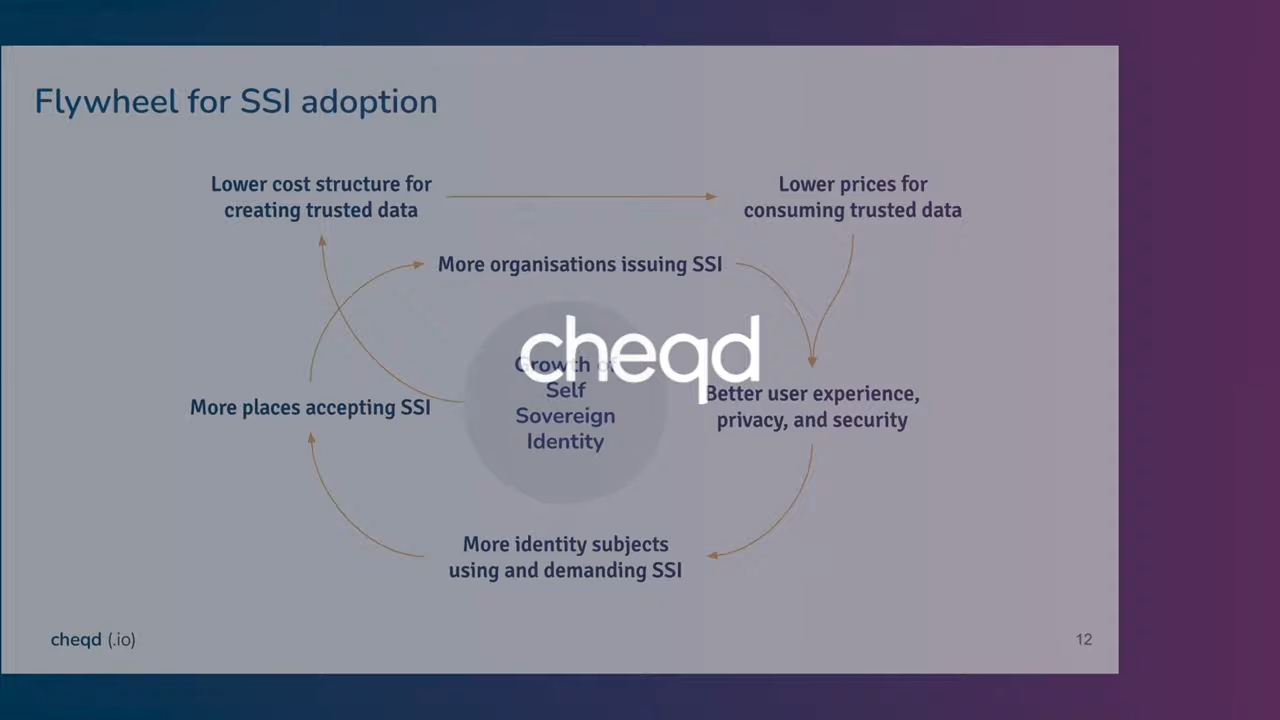 Flywheel for SSI adoption
Lower cost structure for
creating trusted data
Lower prices for
consuming trusted data
More organisations issuing SSI
cheqd
Growth of
Self
Sovereign
Identity
More places accepting SSI
Better user experience,
privacy, and security
More identity subjects
using and demanding SSI
cheqd (.io)
12